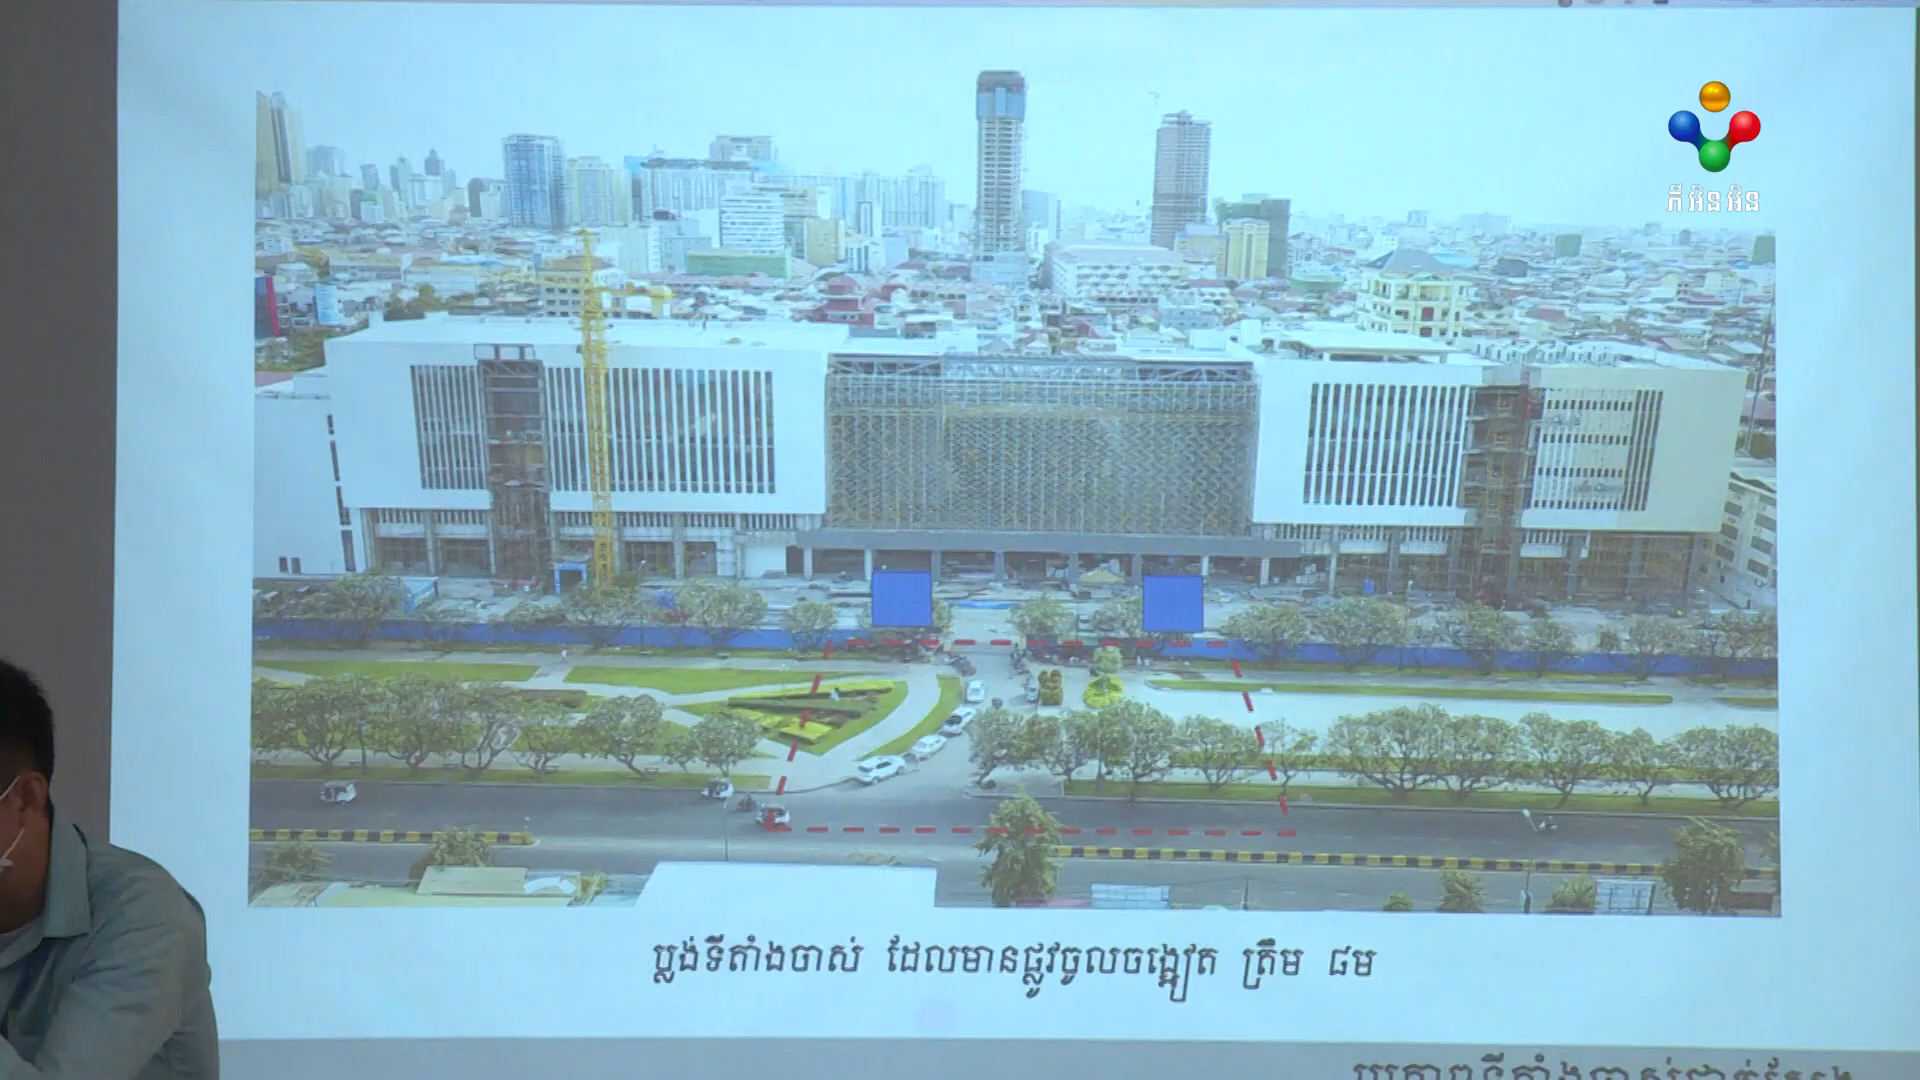 ភីអិនអិន
ប្លង់ទីតាំងចាស់ ដែលមានផ្លូវចូលចង្អៀត ត្រឹម ៨ម